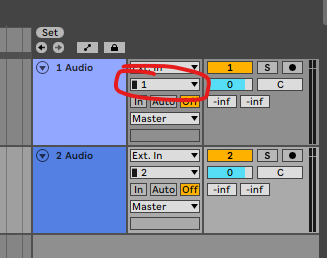 Set
1 Audio Ext. In 1 S
1 0 C
In Auto Off -inf -inf
Master
2 Audio Ext. In 2 S
2 0 C
In Auto Off -inf -inf
Master